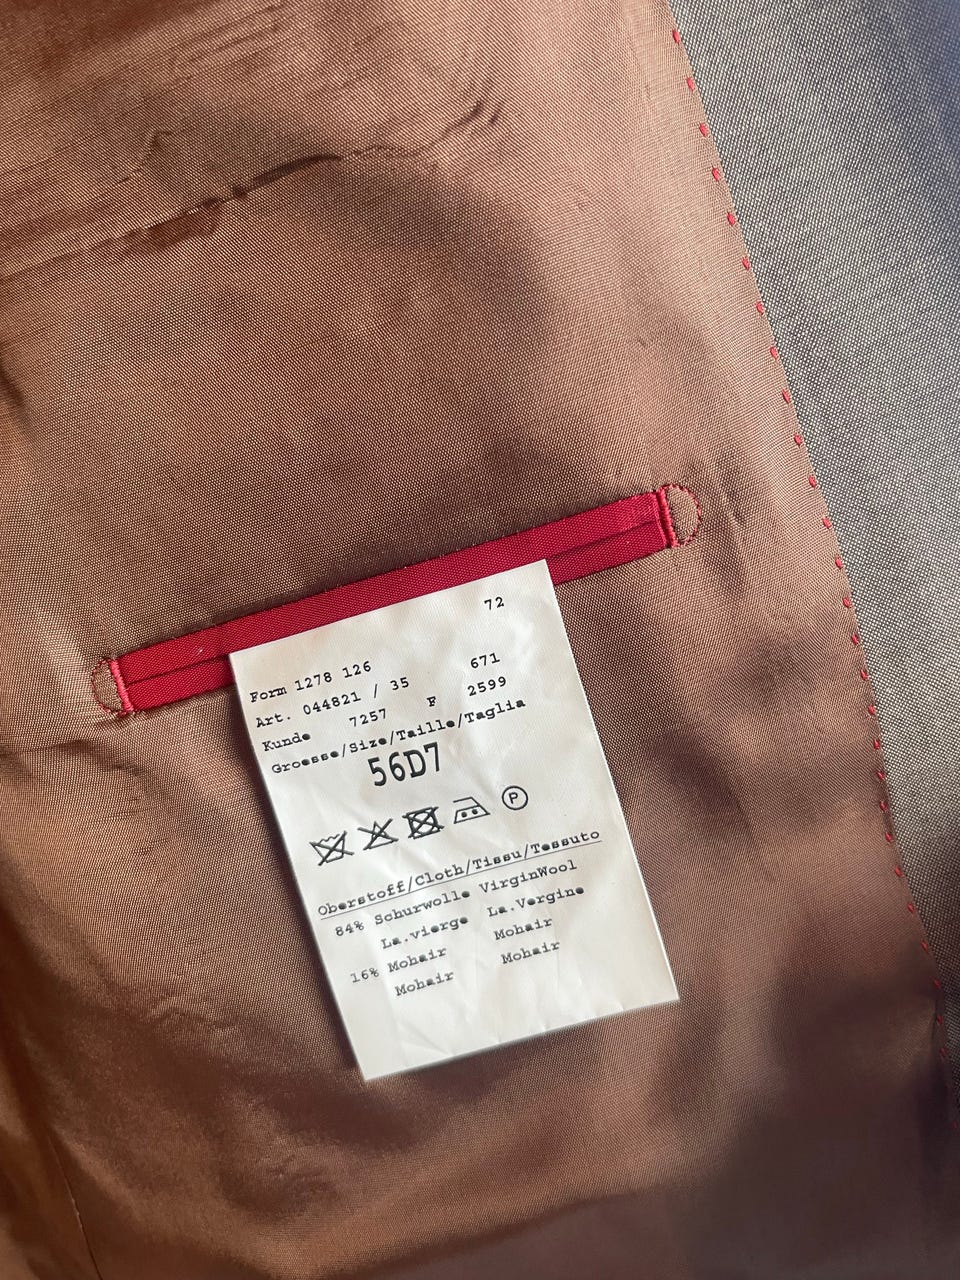 72
Form 1278 126 671
Art. 044821 / 35
Kunde 7257 F 2599
Groesse/Size/Taille/Taglia
56D7
P
Oberstoff/Cloth/Tissu/Tessuto
84% Schurwolle VirginWool
La.vierge La.Vergine
16% Mohair Mohair
Mohair Mohair